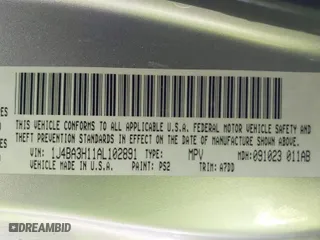 THIS VEHICLE CONFORMS TO ALL APPLICABLE U.S.A. FEDERAL MOTOR VEHICLE SAFETY AND
THEFT PREVENTION STANDARDS IN EFFECT ON THE DATE OF MANUFACTURE SHOWN ABOVE.
VIN: 1J4BA3H11AL102891 TYPE: MPV MDH: 091023 011AB
MADE IN U.S.A. PAINT: PS2 TRIM: A7DD
DREAMBID